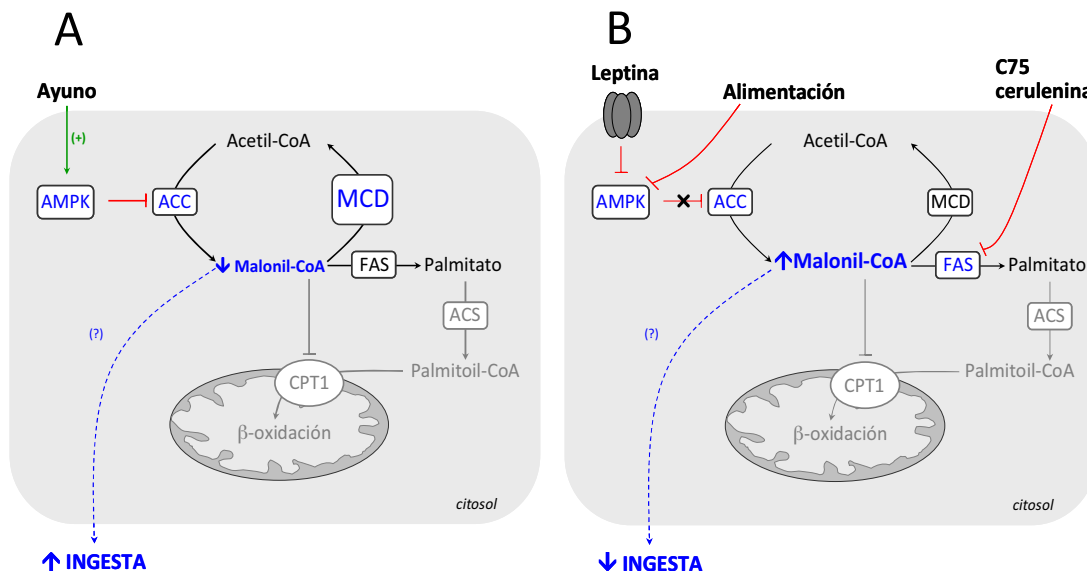 A
Ayuno
(+)
Acetil-CoA
AMPK
ACC
MCD
Malonil-CoA
FAS
Palmitato
ACS
(?)
CPT1
Palmitoil-CoA
β-oxidación
citosol
INGESTA
B
Leptina
Alimentación
C75
cerulenina
Acetil-CoA
AMPK
ACC
MCD
Malonil-CoA
FAS
Palmitato
ACS
(?)
CPT1
Palmitoil-CoA
β-oxidación
citosol
INGESTA